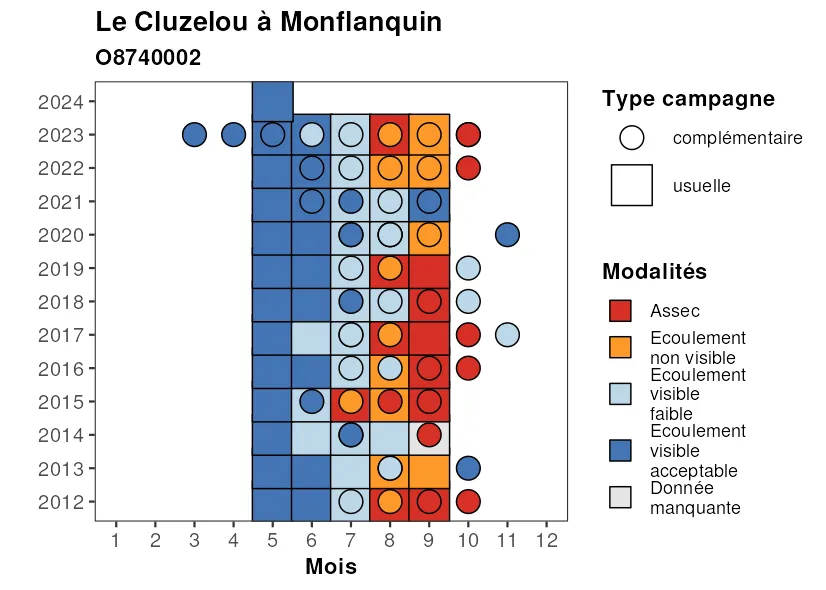 Le Cluzelou à Monflanquin
O8740002
2024
2023
2022
2021
2020
2019
2018
2017
2016
2015
2014
2013
2012
1 2 3 4 5 6 7 8 9 10 11 12
Mois
Type campagne
complémentaire
usuelle
Modalités
Assec
Ecoulement
non visible
Ecoulement
visible
faible
Ecoulement
visible
acceptable
Donnée
manquante